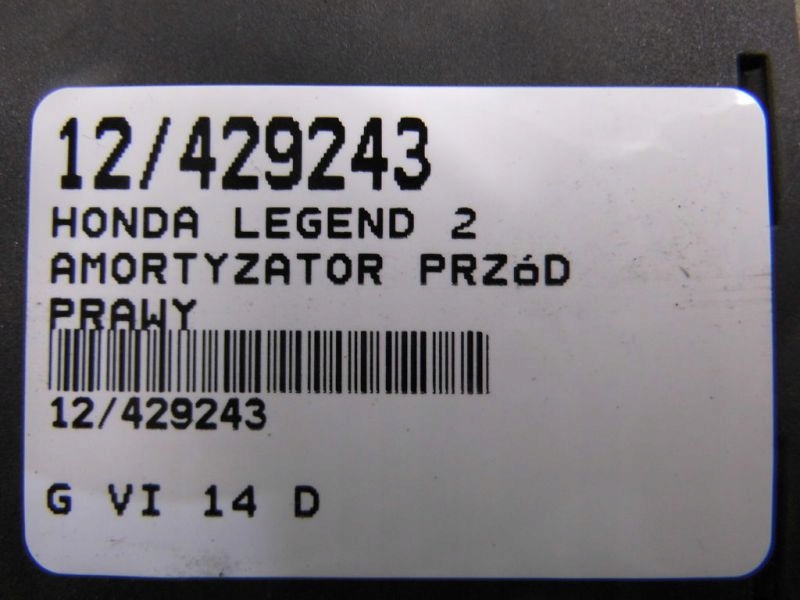 12/429243
HONDA LEGEND 2
AMORTYZATOR PRZóD
PRAWY
12/429243
G VI 14 D